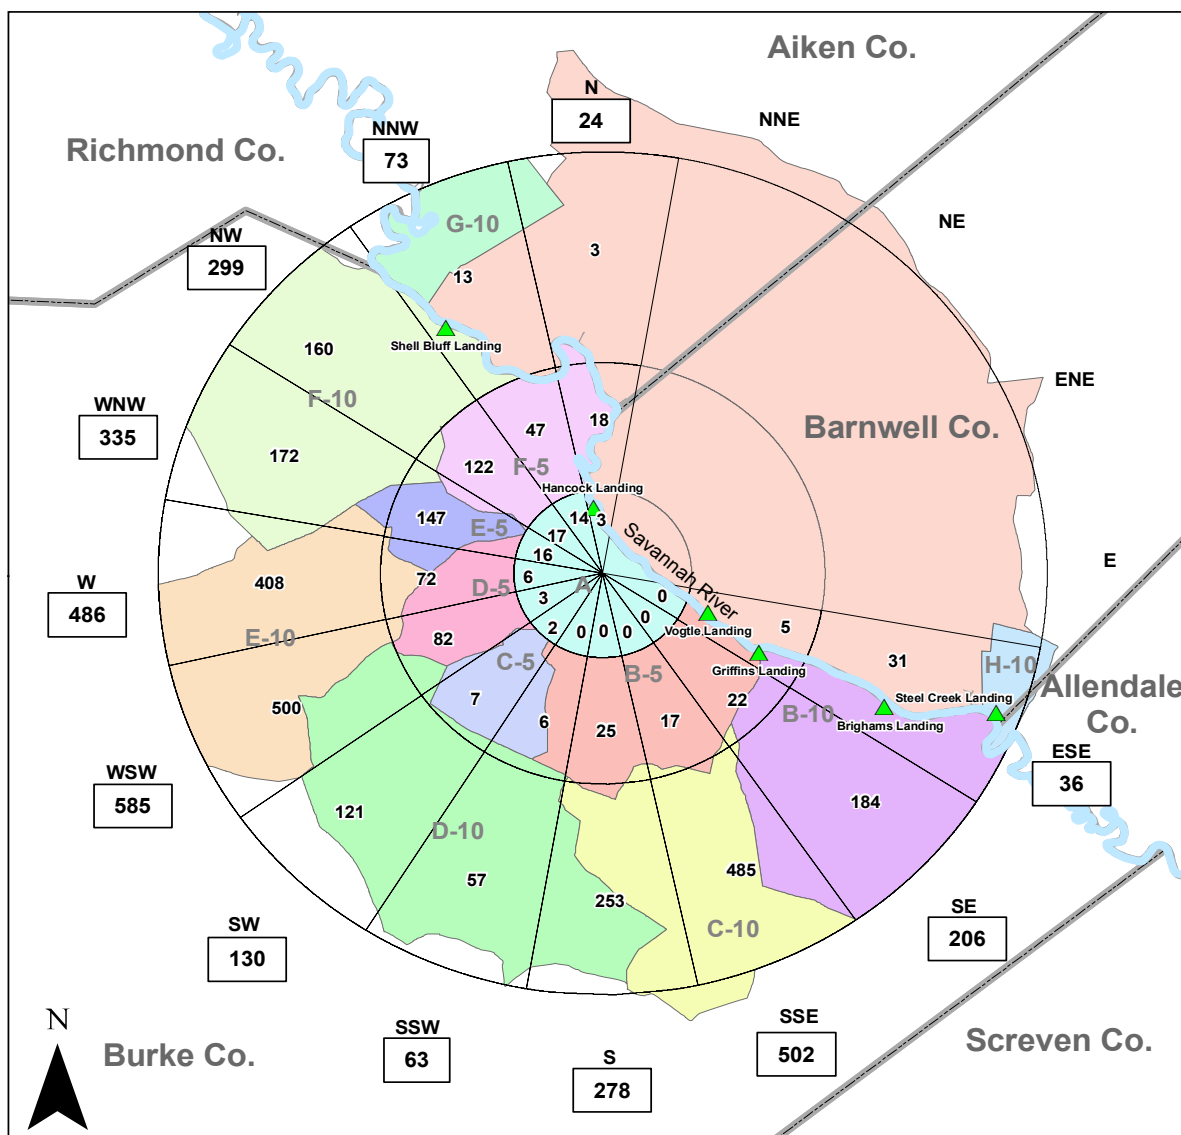 Aiken Co.
N
24
NNE
NNW
73
Richmond Co.
NE
G-10
NW
299
3
13
Shell Bluff Landing
160
ENE
F-10
WNW
335
18
47
Barnwell Co.
172
122
F-5
Hancock Landing
147
E-5
14
3
17
Savannah River
16
E
W
486
408
72
D-5
6
A
3
0
0
2
0
0
0
Vogtle Landing
5
E-10
82
C-5
B-5
Griffins Landing
31
H-10
Allendale
Co.
Steel Creek Landing
7
6
22
B-10
Brighams Landing
500
25
17
ESE
36
WSW
585
184
121
D-10
57
485
253
C-10
SW
130
SE
206
N
SSW
63
SSE
502
Burke Co.
S
278
Screven Co.